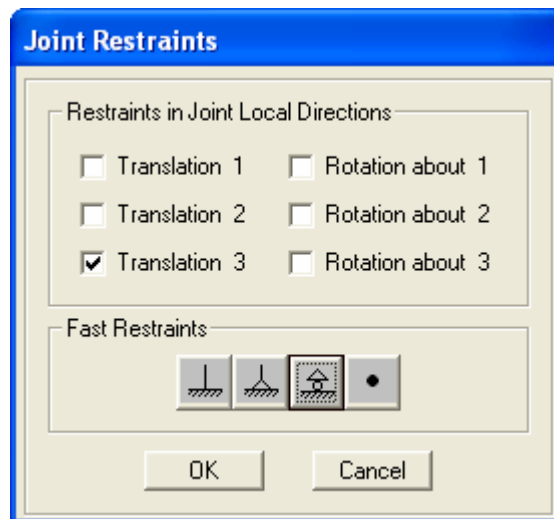 Joint Restraints
Restraints in Joint Local Directions
Translation 1 Rotation about 1
Translation 2 Rotation about 2
Translation 3 Rotation about 3
Fast Restraints
OK Cancel